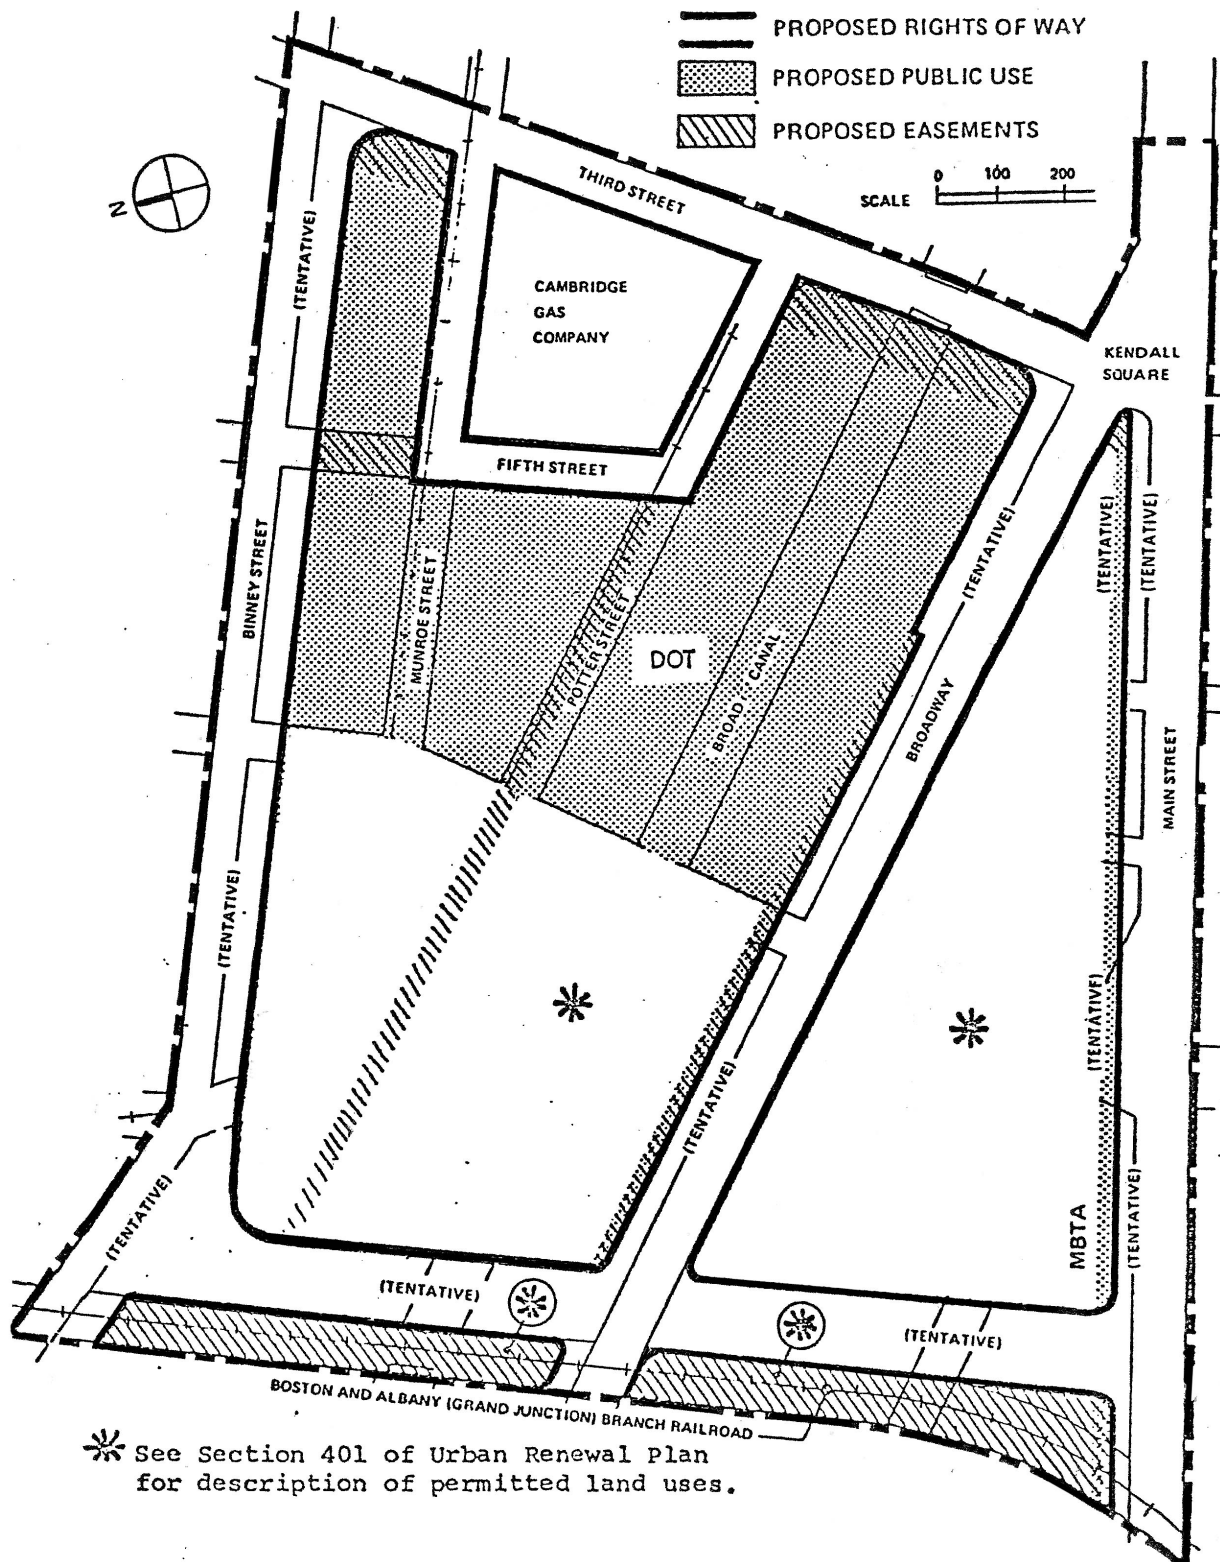 PROPOSED RIGHTS OF WAY
PROPOSED PUBLIC USE
PROPOSED EASEMENTS
0 100 200
SCALE
N
THIRD STREET
(TENTATIVE)
CAMBRIDGE
GAS
COMPANY
KENDALL
SQUARE
FIFTH STREET
BINNEY STREET
MUNROE STREET
POTTER STREET
DOT
BROAD CANAL
(TENTATIVE)
BROADWAY
(TENTATIVE)
(TENTATIVE)
MAIN STREET
(TENTATIVE)
(TENTATIVE)
(TENTATIVE)
(TENTATIVE)
MBTA
(TENTATIVE)
(TENTATIVE)
(TENTATIVE)
BOSTON AND ALBANY (GRAND JUNCTION) BRANCH RAILROAD
See Section 401 of Urban Renewal Plan
for description of permitted land uses.